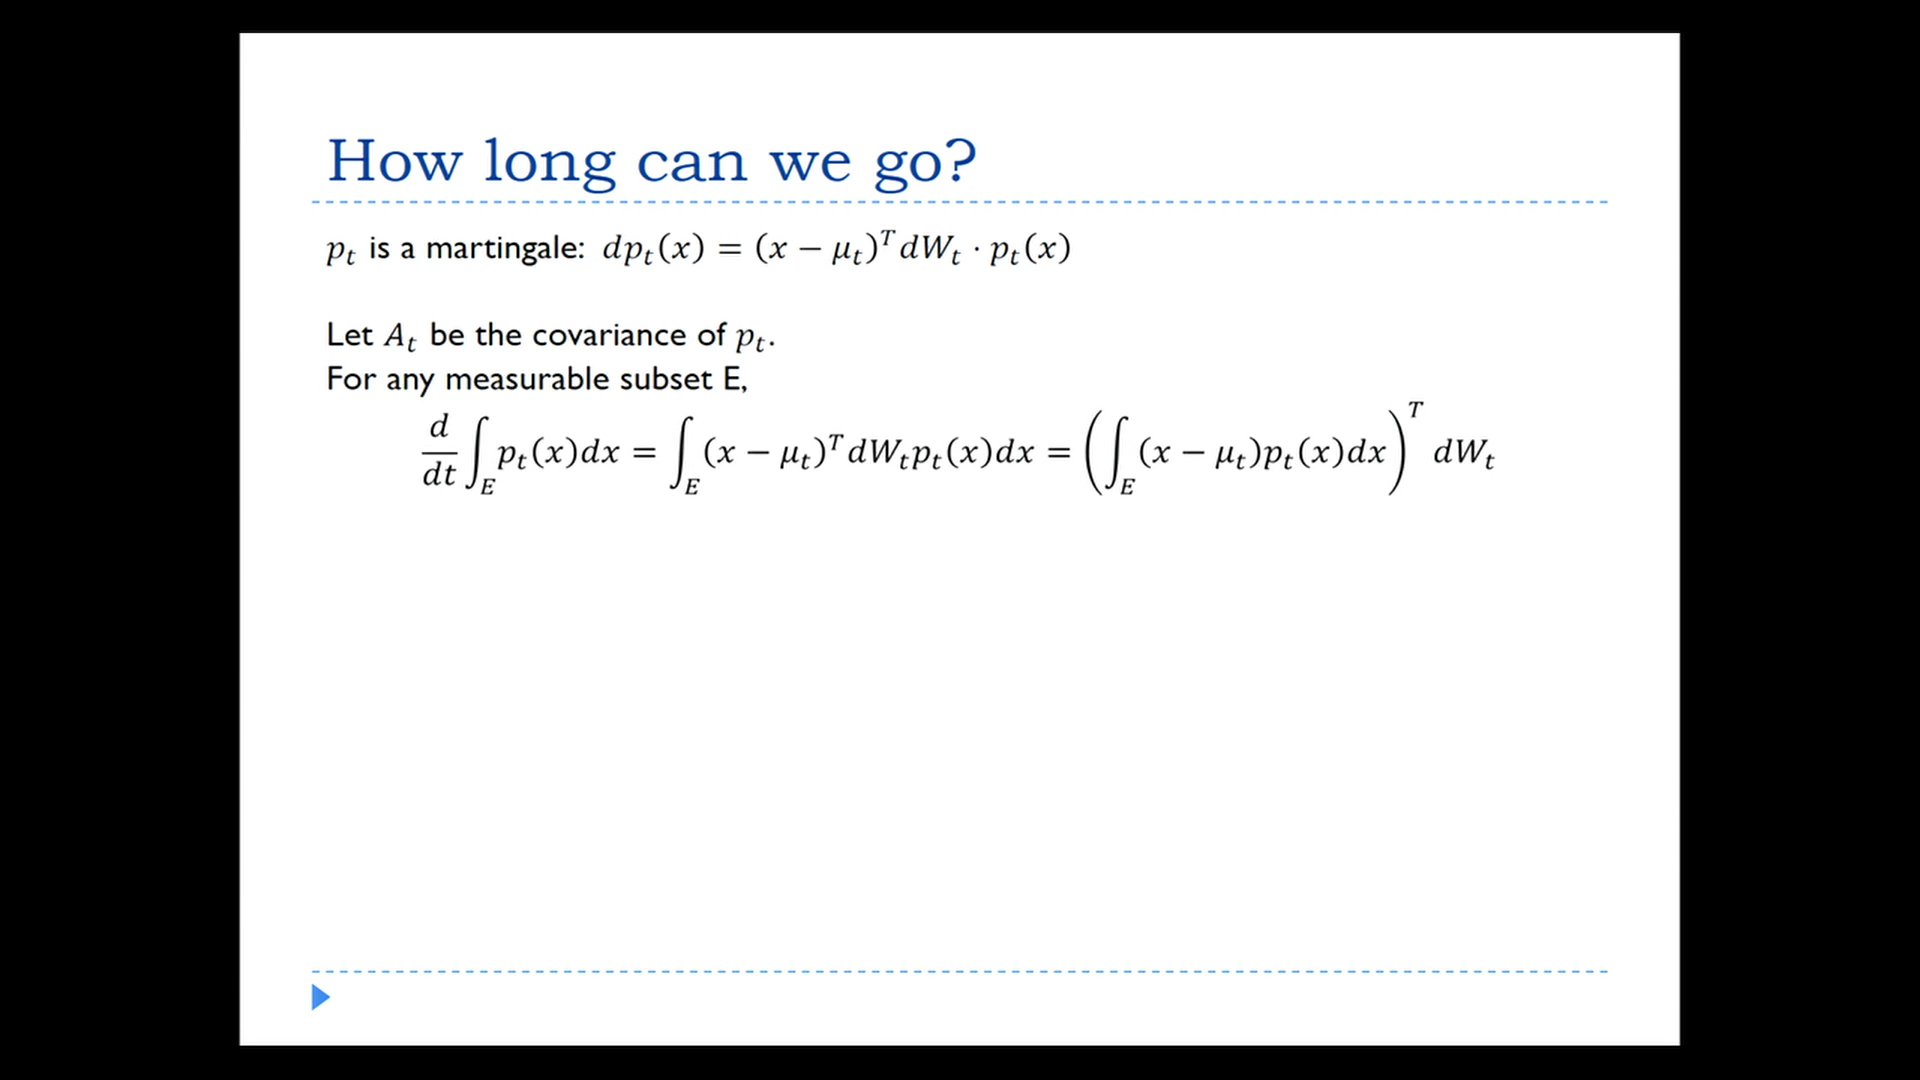 How long can we go?
p_t is a martingale: dp_t(x) = (x − μ_t)^T dW_t · p_t(x)
Let A_t be the covariance of p_t.
For any measurable subset E,
d/dt ∫_E p_t(x)dx = ∫_E (x − μ_t)^T dW_t p_t(x)dx = (∫_E (x − μ_t)p_t(x)dx)^T dW_t